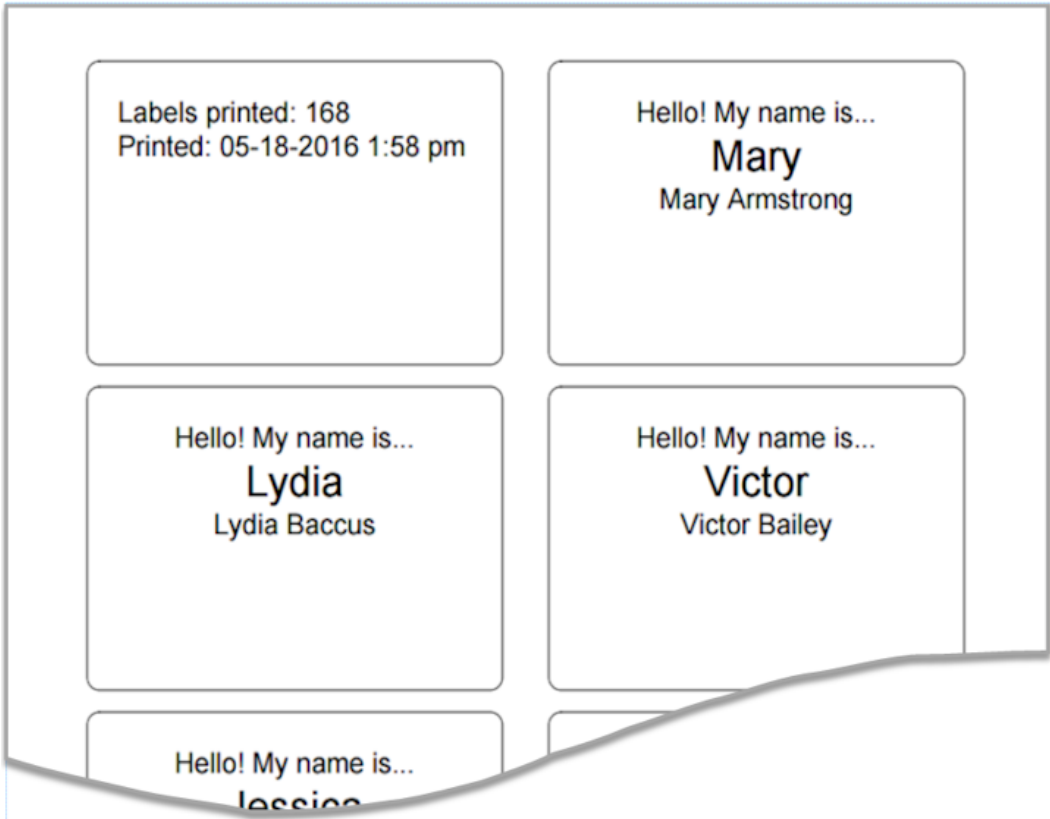 Labels printed: 168
Printed: 05-18-2016 1:58 pm
Hello! My name is...
Mary
Mary Armstrong
Hello! My name is...
Lydia
Lydia Baccus
Hello! My name is...
Victor
Victor Bailey
Hello! My name is...
Jessica